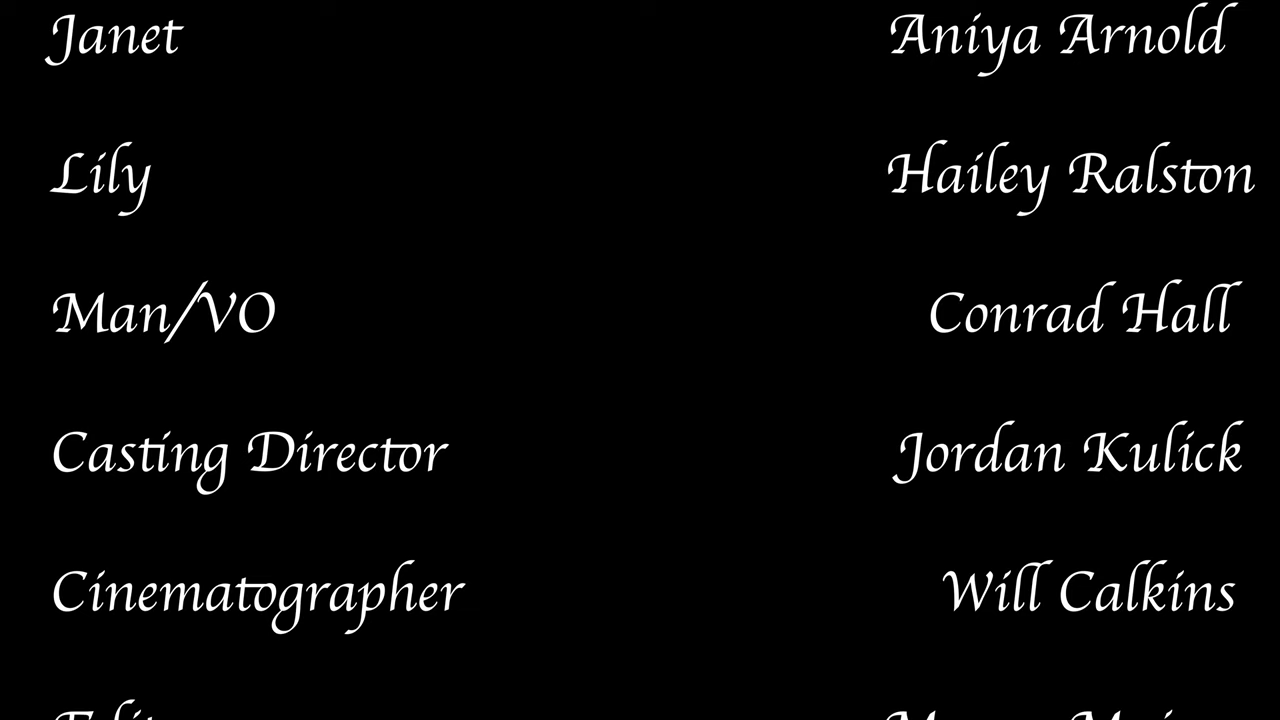 Janet Aniya Arnold
Lily Hailey Ralston
Man/VO Conrad Hall
Casting Director Jordan Kulick
Cinematographer Will Calkins